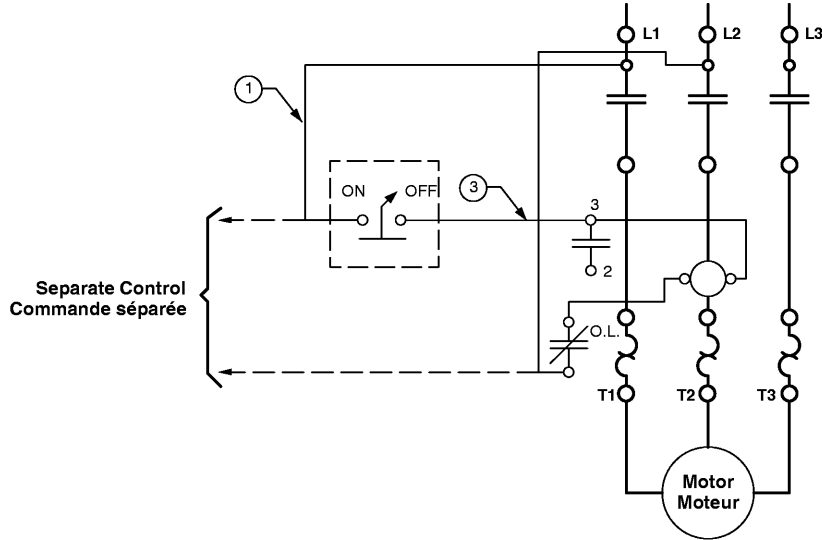 L1 L2 L3
1
ON OFF
3
3
2
Separate Control
Commande séparée
O.L.
T1 T2 T3
Motor
Moteur